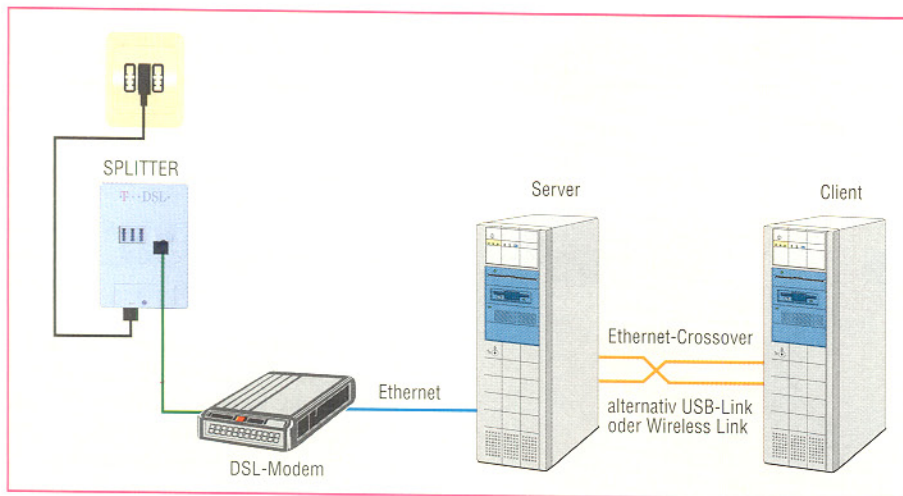 SPLITTER
·T··DSL·
Server
Client
Ethernet-Crossover
Ethernet
alternativ USB-Link
oder Wireless Link
DSL-Modem